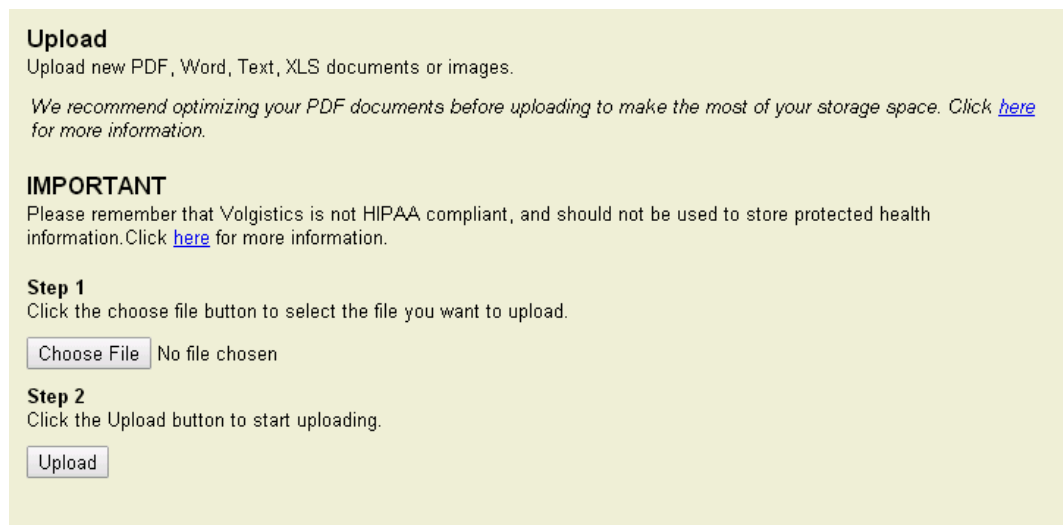 Upload
Upload new PDF, Word, Text, XLS documents or images.
We recommend optimizing your PDF documents before uploading to make the most of your storage space. Click here
for more information.
IMPORTANT
Please remember that Volgistics is not HIPAA compliant, and should not be used to store protected health
information.Click here for more information.
Step 1
Click the choose file button to select the file you want to upload.
Choose File No file chosen
Step 2
Click the Upload button to start uploading.
Upload